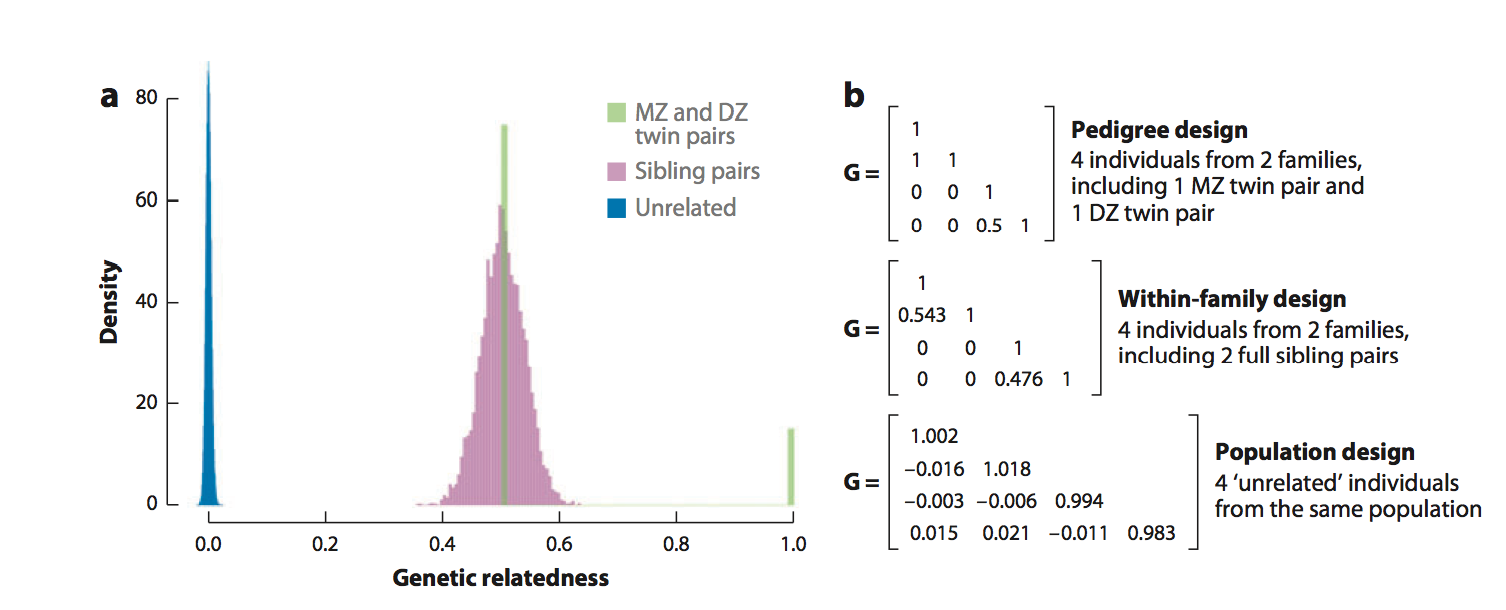 a
80
60
40
20
0
Density
0.0 0.2 0.4 0.6 0.8 1.0
Genetic relatedness
MZ and DZ
twin pairs
Sibling pairs
Unrelated
b
G =
1
1 1
0 0 1
0 0 0.5 1
Pedigree design
4 individuals from 2 families,
including 1 MZ twin pair and
1 DZ twin pair
G =
1
0.543 1
0 0 1
0 0 0.476 1
Within-family design
4 individuals from 2 families,
including 2 full sibling pairs
G =
1.002
–0.016 1.018
–0.003 –0.006 0.994
0.015 0.021 –0.011 0.983
Population design
4 ‘unrelated’ individuals
from the same population